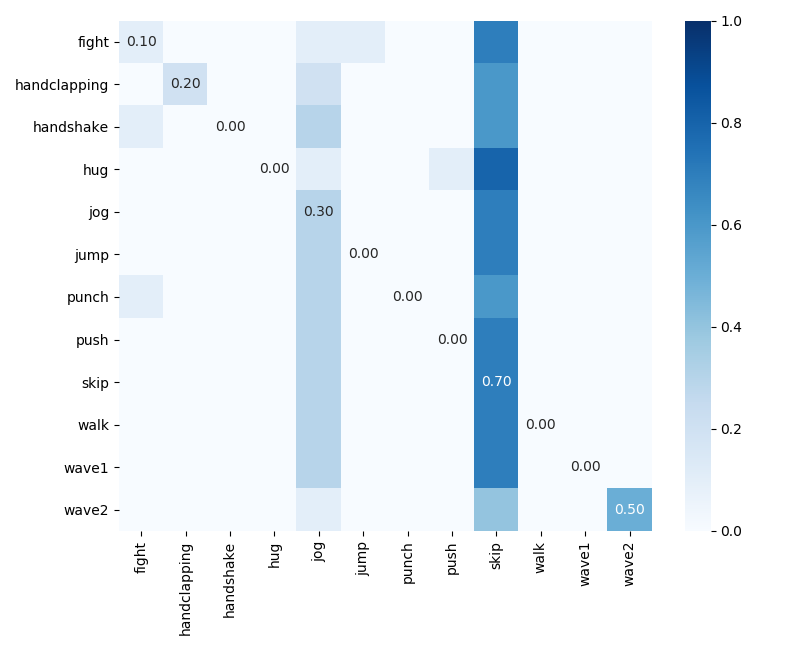 fight 0.10
handclapping 0.20
handshake 0.00
hug 0.00
jog 0.30
jump 0.00
punch 0.00
push 0.00
skip 0.70
walk 0.00
wave1 0.00
wave2 0.50
fight
handclapping
handshake
hug
jog
jump
punch
push
skip
walk
wave1
wave2
1.0
0.8
0.6
0.4
0.2
0.0